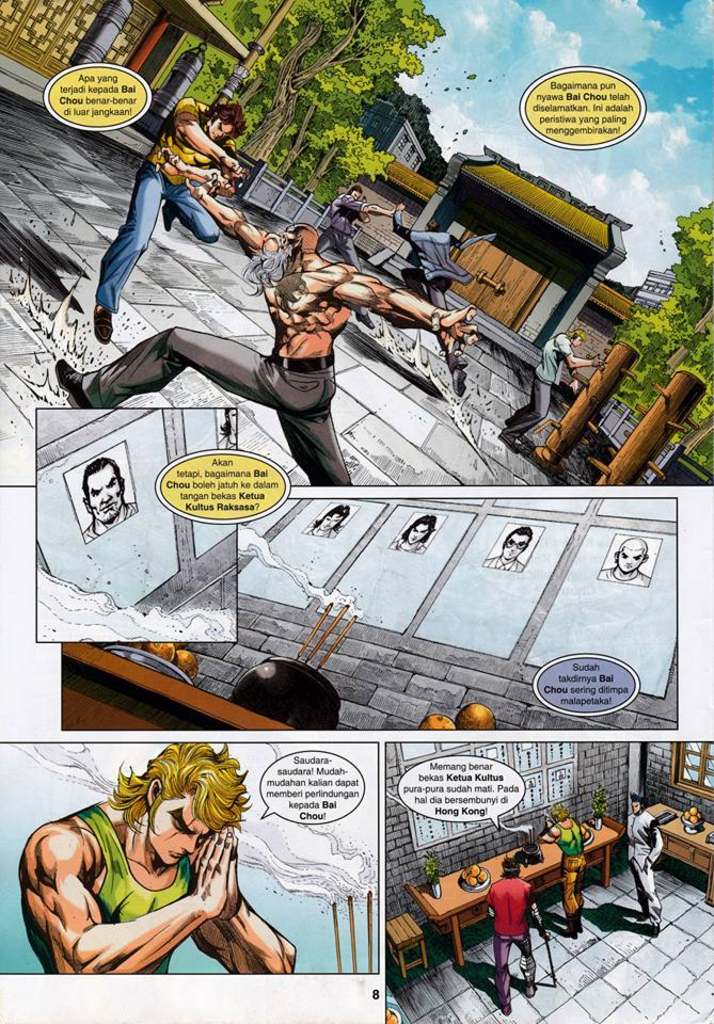 Apa yang
terjadi kepada Bai
Chou benar-benar
di luar jangkaan!
Bagaimana pun
nyawa Bai Chou telah
diselamatkan. Ini adalah
peristiwa yang paling
menggembirakan!
Akan
tetapi, bagaimana Bai
Chou boleh jatuh ke dalam
tangan bekas Ketua
Kultus Raksasa?
Sudah
takdirnya Bai
Chou sering ditimpa
malapetaka!
Saudara-
saudara! Mudah-
mudahan kalian dapat
memberi perlindungan
kepada Bai
Chou!
Memang benar
bekas Ketua Kultus
pura-pura sudah mati. Pada
hal dia bersembunyi di
Hong Kong!
8